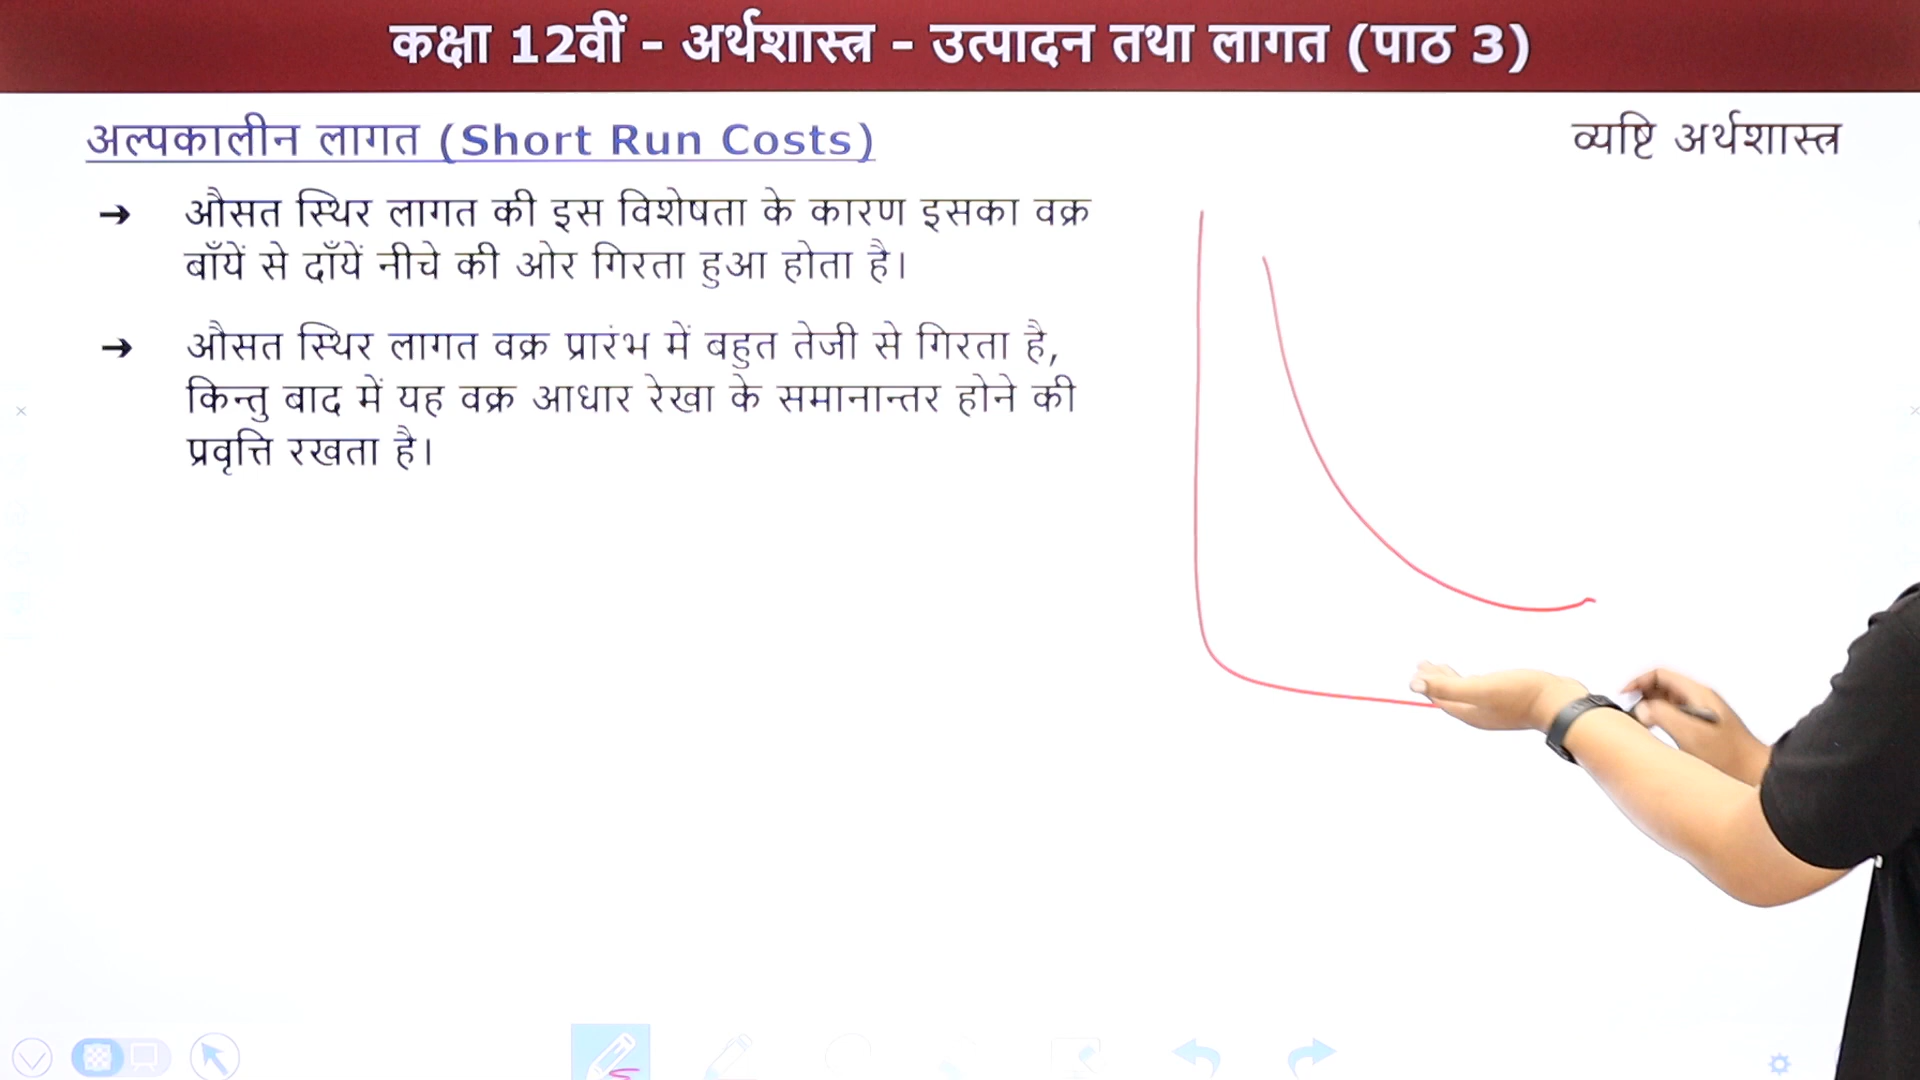 कक्षा 12वीं - अर्थशास्त्र - उत्पादन तथा लागत (पाठ 3)
अल्पकालीन लागत (Short Run Costs)
व्यष्टि अर्थशास्त्र
➔ औसत स्थिर लागत की इस विशेषता के कारण इसका वक्र
बाँयें से दाँयें नीचे की ओर गिरता हुआ होता है।
➔ औसत स्थिर लागत वक्र प्रारंभ में बहुत तेजी से गिरता है,
किन्तु बाद में यह वक्र आधार रेखा के समानान्तर होने की
प्रवृत्ति रखता है।